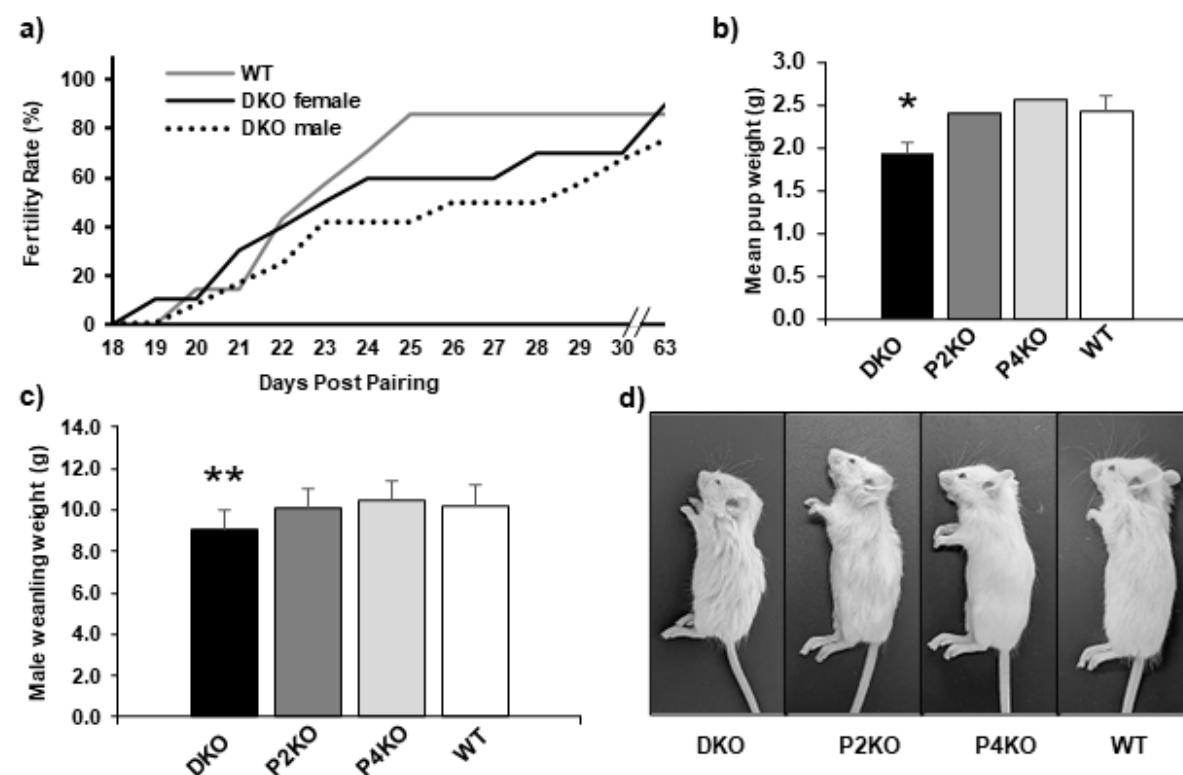 a)
Fertility Rate (%)
100
80
60
40
20
0
WT
DKO female
DKO male
18 19 20 21 22 23 24 25 26 27 28 29 30 63
Days Post Pairing
b)
Mean pup weight (g)
3.0
2.5
2.0
1.5
1.0
0.5
0.0
*
DKO P2KO P4KO WT
c)
Male weanling weight (g)
14.0
12.0
10.0
8.0
6.0
4.0
2.0
0.0
**
DKO P2KO P4KO WT
d)
DKO P2KO P4KO WT